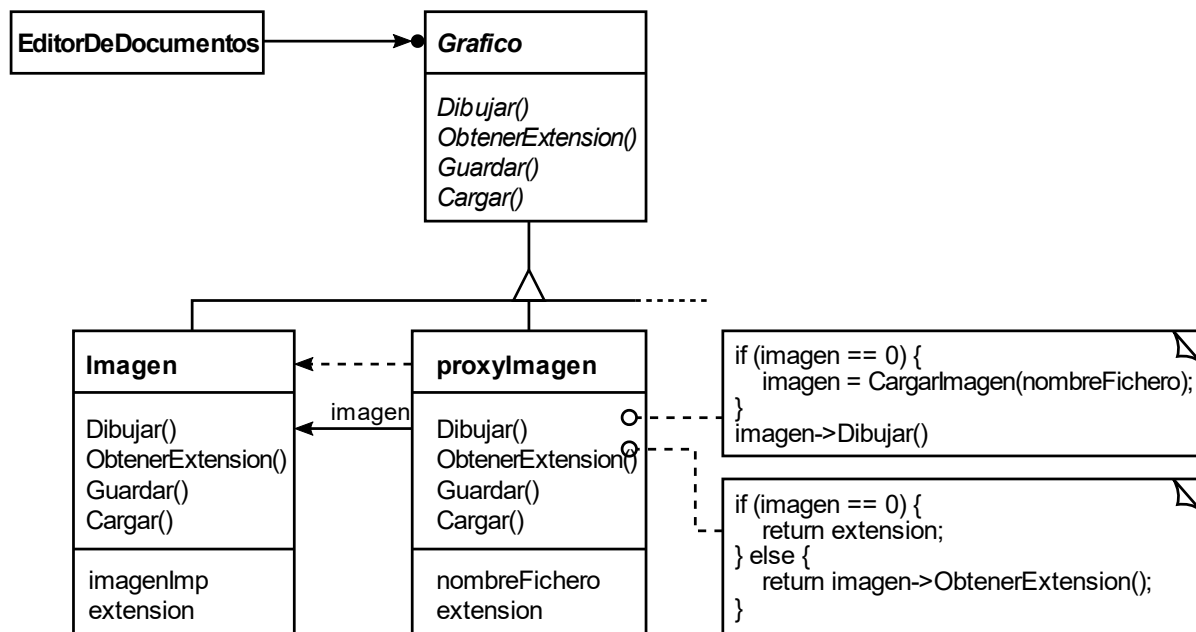 EditorDeDocumentos
Grafico
Dibujar()
ObtenerExtension()
Guardar()
Cargar()
Imagen
Dibujar()
ObtenerExtension()
Guardar()
Cargar()
imagenImp
extension
imagen
proxyImagen
Dibujar()
ObtenerExtension()
Guardar()
Cargar()
nombreFichero
extension
if (imagen == 0) {
imagen = CargarImagen(nombreFichero);
}
imagen->Dibujar()
if (imagen == 0) {
return extension;
} else {
return imagen->ObtenerExtension();
}